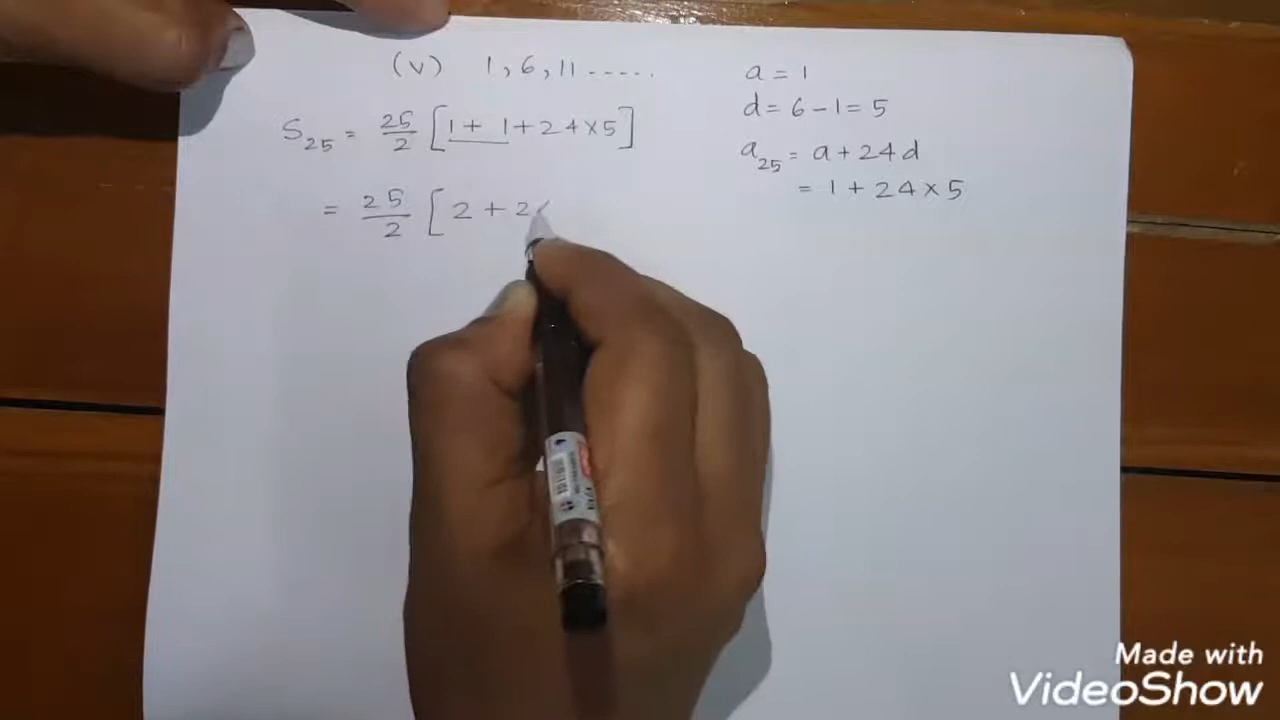 (v) 1, 6, 11 .....
S₂₅ = 25/2 [1 + 1 + 24 × 5]
= 25/2 [2 + 2
a = 1
d = 6 - 1 = 5
a₂₅ = a + 24d
= 1 + 24 × 5
Made with
VideoShow